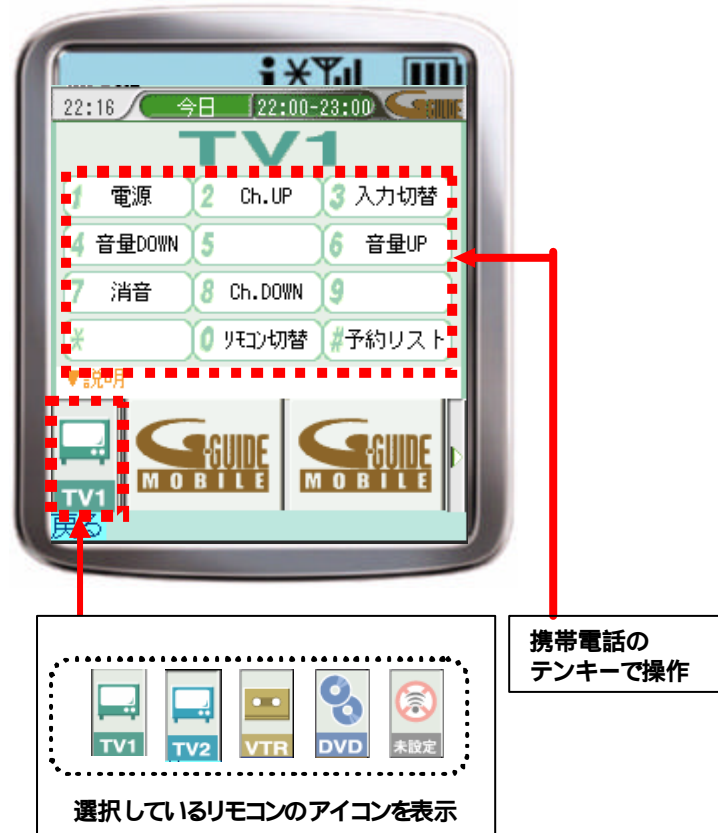 22:16 今日 22:00-23:00 G-GUIDE
TV1
1 電源 2 Ch.UP 3 入力切替
4 音量DOWN 5 6 音量UP
7 消音 8 Ch.DOWN 9
* 0 ﾘﾓｺﾝ切替 #予約リスト
▼説明
G-GUIDE MOBILE G-GUIDE MOBILE
TV1
戻る
携帯電話の
テンキーで操作
TV1 TV2 VTR DVD 未設定
選択しているリモコンのアイコンを表示